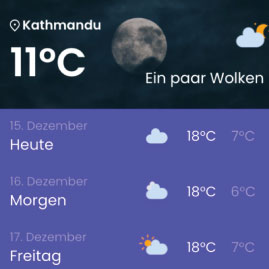 Kathmandu
11°C
Ein paar Wolken
15. Dezember
Heute 18°C 7°C
16. Dezember
Morgen 18°C 6°C
17. Dezember
Freitag 18°C 7°C